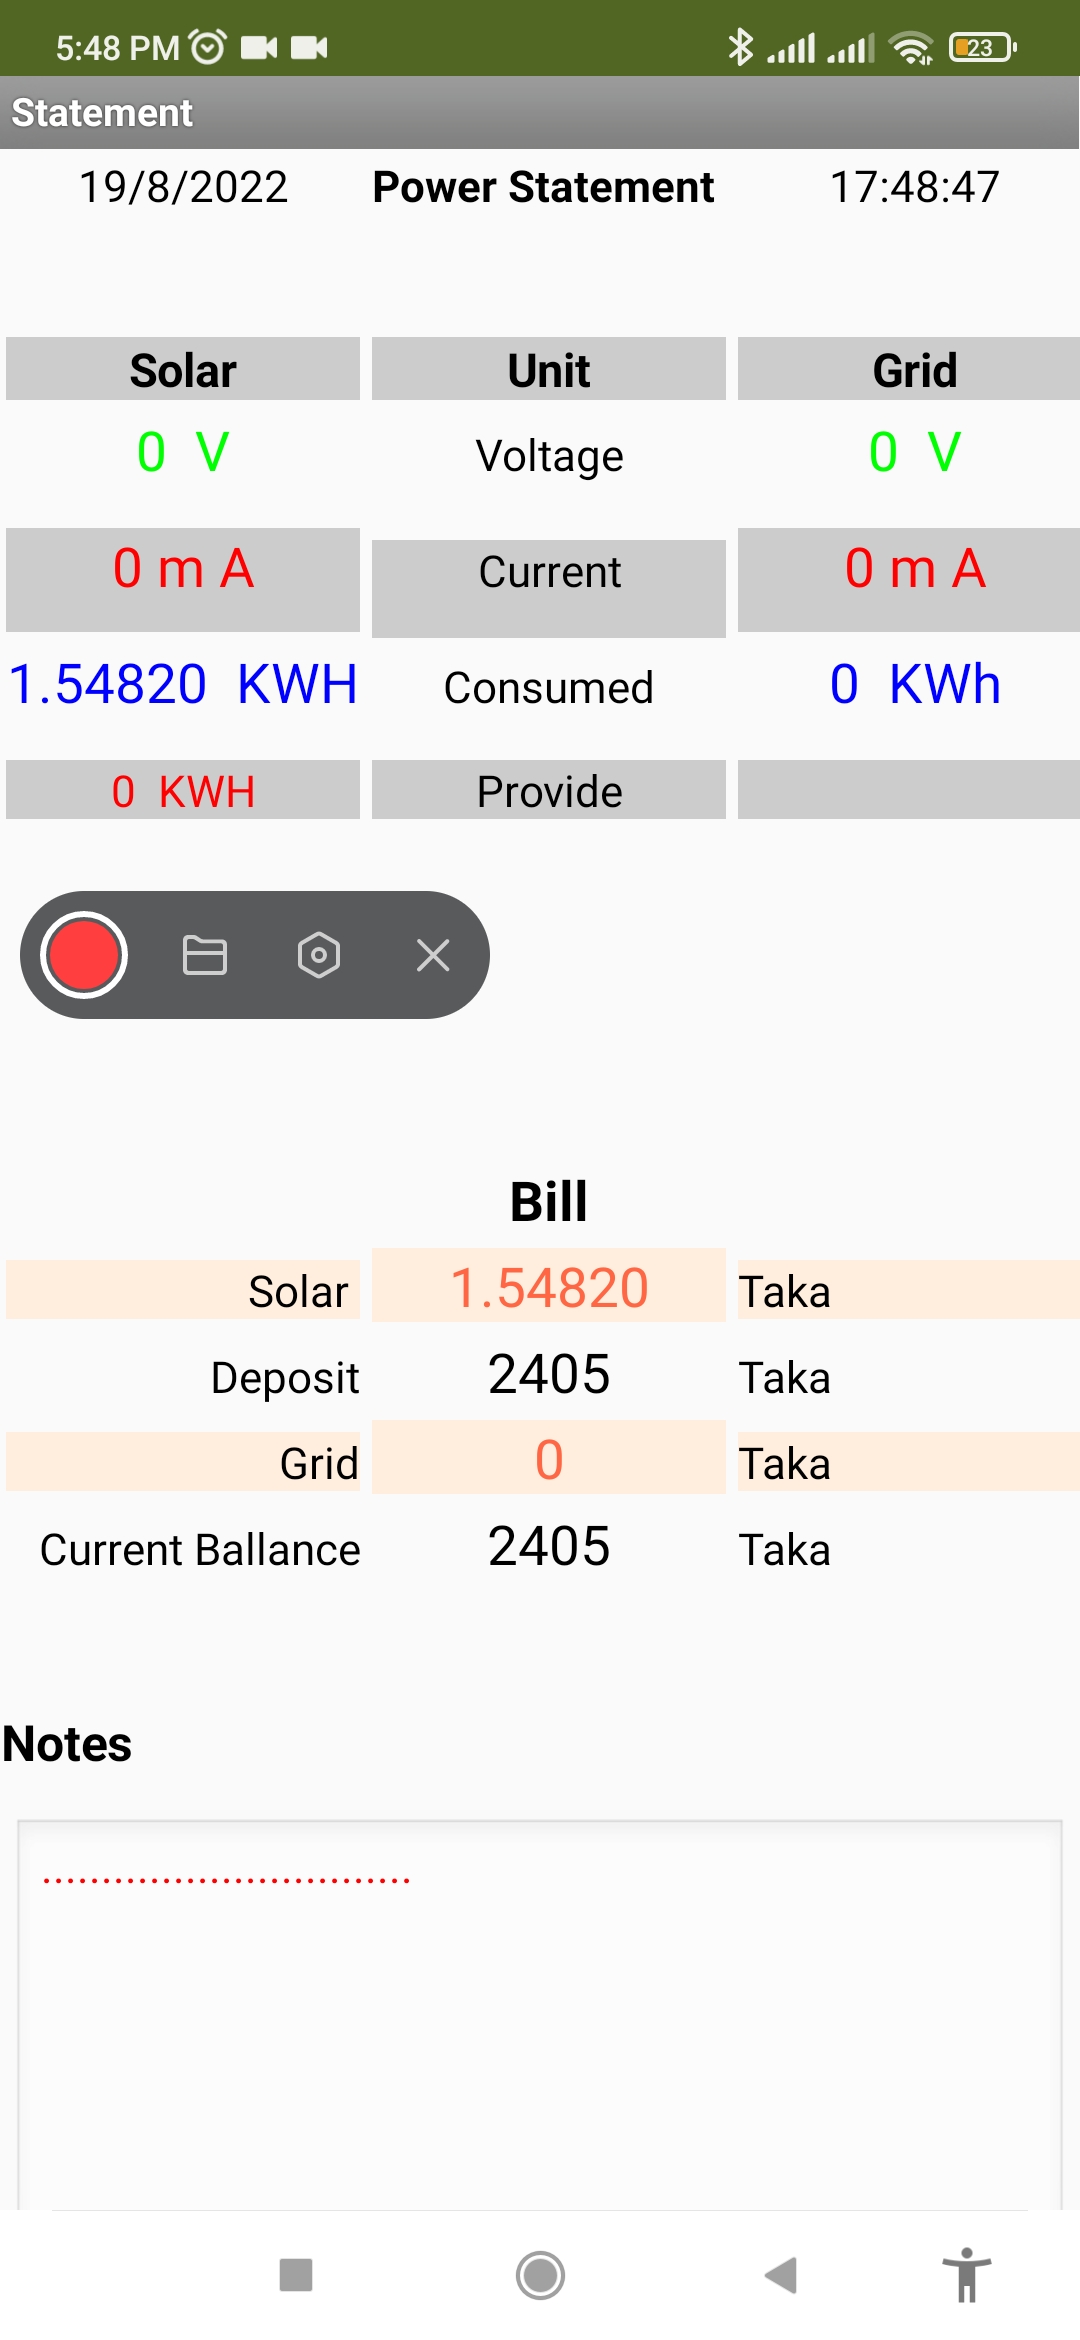 5:48 PM 23
Statement
19/8/2022 Power Statement 17:48:47
Solar Unit Grid
0 V Voltage 0 V
0 m A Current 0 m A
1.54820 KWH Consumed 0 KWh
0 KWH Provide
Bill
Solar 1.54820 Taka
Deposit 2405 Taka
Grid 0 Taka
Current Ballance 2405 Taka
Notes
...............................